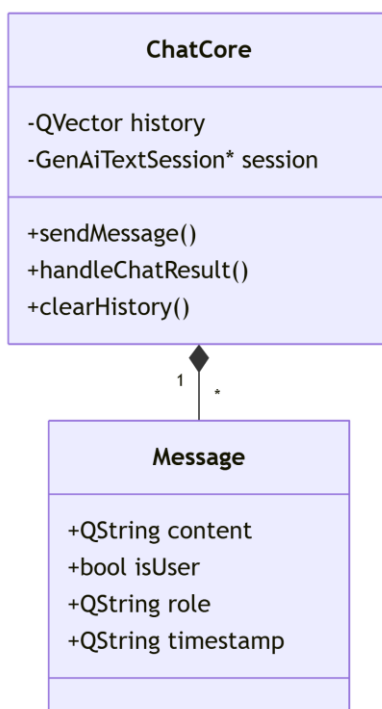 ChatCore
-QVector history
-GenAiTextSession* session
+sendMessage()
+handleChatResult()
+clearHistory()
1
*
Message
+QString content
+bool isUser
+QString role
+QString timestamp